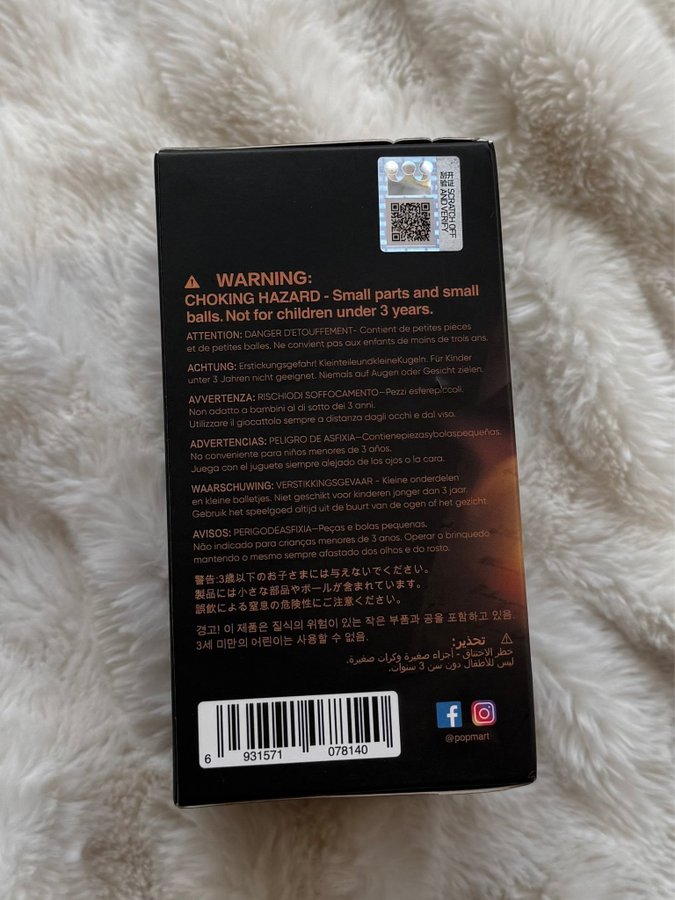 开证 SCRATCH OFF
刮验 AND VERIFY
⚠ WARNING:
CHOKING HAZARD - Small parts and small
balls. Not for children under 3 years.
ATTENTION: DANGER D'ETOUFFEMENT- Contient de petites pièces
et de petites balles. Ne convient pas aux enfants de moins de trois ans.
ACHTUNG: Erstickungsgefahr! KleinteileundkleineKugeln. Für Kinder
unter 3 Jahren nicht geeignet. Niemals auf Augen oder Gesicht zielen.
AVVERTENZA: RISCHIODI SOFFOCAMENTO—Pezzi esferepiccoli.
Non adatto a bambini al di sotto dei 3 anni.
Utilizzare il giocattolo sempre a distanza dagli occhi e dal viso.
ADVERTENCIAS: PELIGRO DE ASFIXIA—Contienepiezasybolaspequeñas.
No conveniente para niños menores de 3 años.
Juega con el juguete siempre alejado de los ojos o la cara.
WAARSCHUWING: VERSTIKKINGSGEVAAR - Kleine onderdelen
en kleine balletjes. Niet geschikt voor kinderen jonger dan 3 jaar.
Gebruik het speelgoed altijd uit de buurt van de ogen of het gezicht.
AVISOS: PERIGODEASFIXIA—Peças e bolas pequenas.
Não indicado para crianças menores de 3 anos. Operar o brinquedo
mantendo o mesmo sempre afastado dos olhos e do rosto.
警告:3歳以下のお子さまには与えないでください。
製品には小さな部品やボールが含まれています。
誤飲による窒息の危険性にご注意ください。
경고! 이 제품은 질식의 위험이 있는 작은 부품과 공을 포함하고 있음.
3세 미만의 어린이는 사용할 수 없음.
⚠ تحذير:
خطر الاختناق - أجزاء صغيرة وكرات صغيرة.
ليس للأطفال دون سن 3 سنوات.
6 931571 078140
@popmart